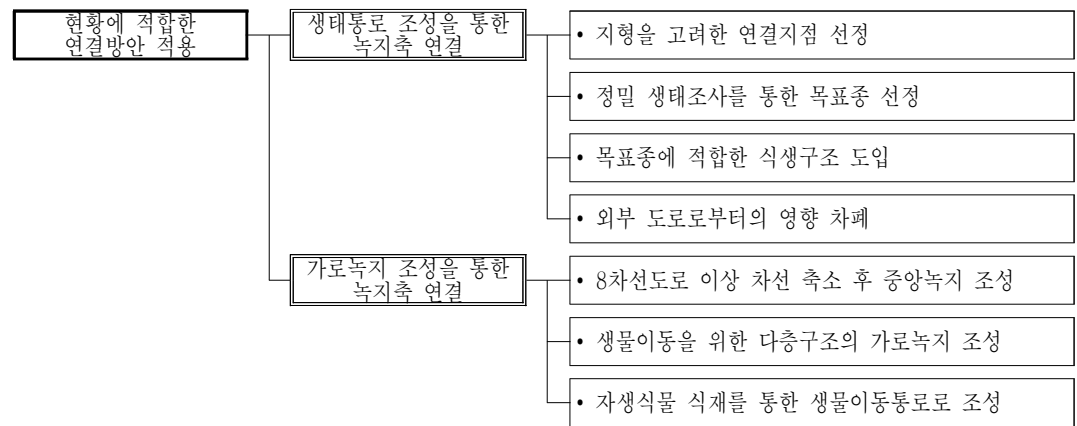 현황에 적합한
연결방안 적용
생태통로 조성을 통한
녹지축 연결
• 지형을 고려한 연결지점 선정
• 정밀 생태조사를 통한 목표종 선정
• 목표종에 적합한 식생구조 도입
• 외부 도로로부터의 영향 차폐
가로녹지 조성을 통한
녹지축 연결
• 8차선도로 이상 차선 축소 후 중앙녹지 조성
• 생물이동을 위한 다층구조의 가로녹지 조성
• 자생식물 식재를 통한 생물이동통로로 조성